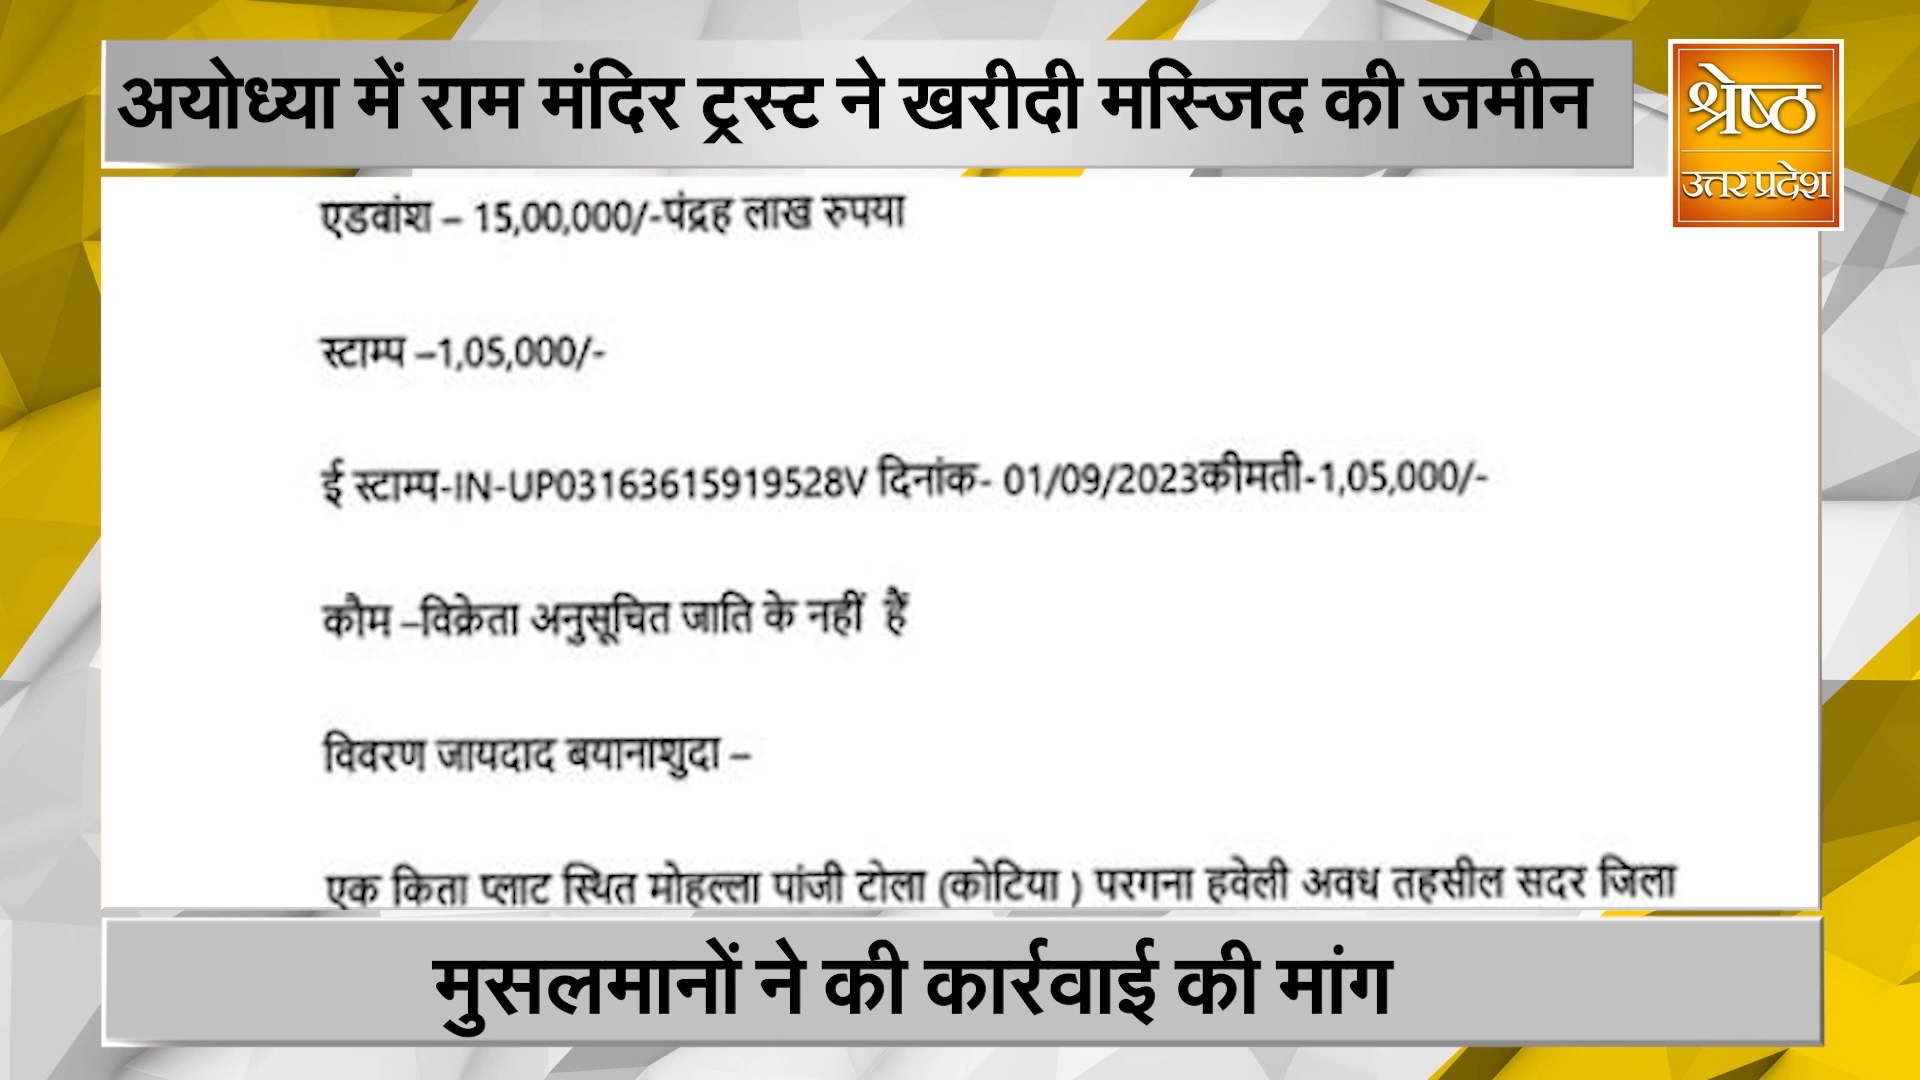 अयोध्या में राम मंदिर ट्रस्ट ने खरीदी मस्जिद की जमीन
श्रेष्ठ
उत्तर प्रदेश
एडवांश – 15,00,000/-पंद्रह लाख रुपया
स्टाम्प –1,05,000/-
ई स्टाम्प-IN-UP03163615919528V दिनांक- 01/09/2023कीमती-1,05,000/-
कौम –विक्रेता अनुसूचित जाति के नहीं हैं
विवरण जायदाद बयानाशुदा –
एक किता प्लाट स्थित मोहल्ला पांजी टोला (कोटिया ) परगना हवेली अवध तहसील सदर जिला
मुसलमानों ने की कार्रवाई की मांग